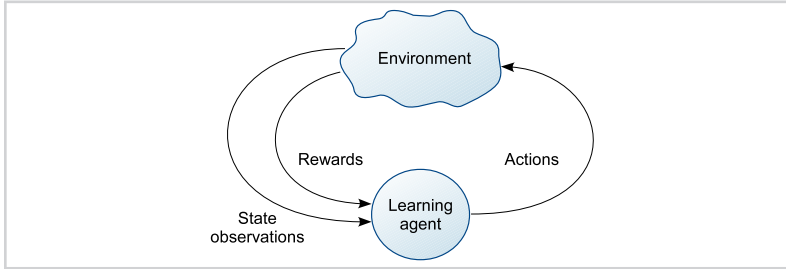 Environment
Rewards
Actions
Learning
agent
State
observations